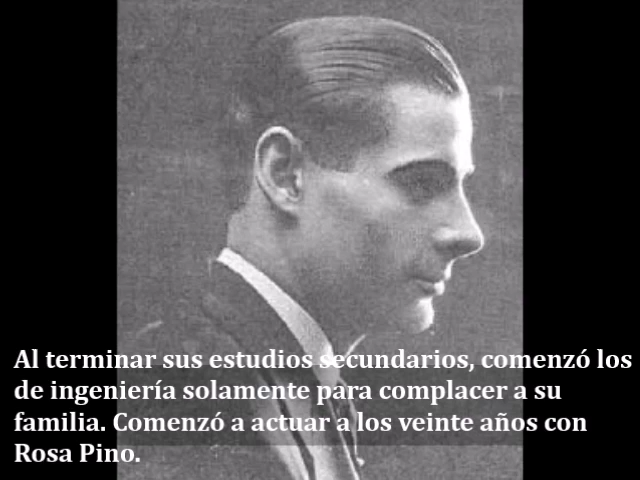 Al terminar sus estudios secundarios, comenzó los
de ingeniería solamente para complacer a su
familia. Comenzó a actuar a los veinte años con
Rosa Pino.